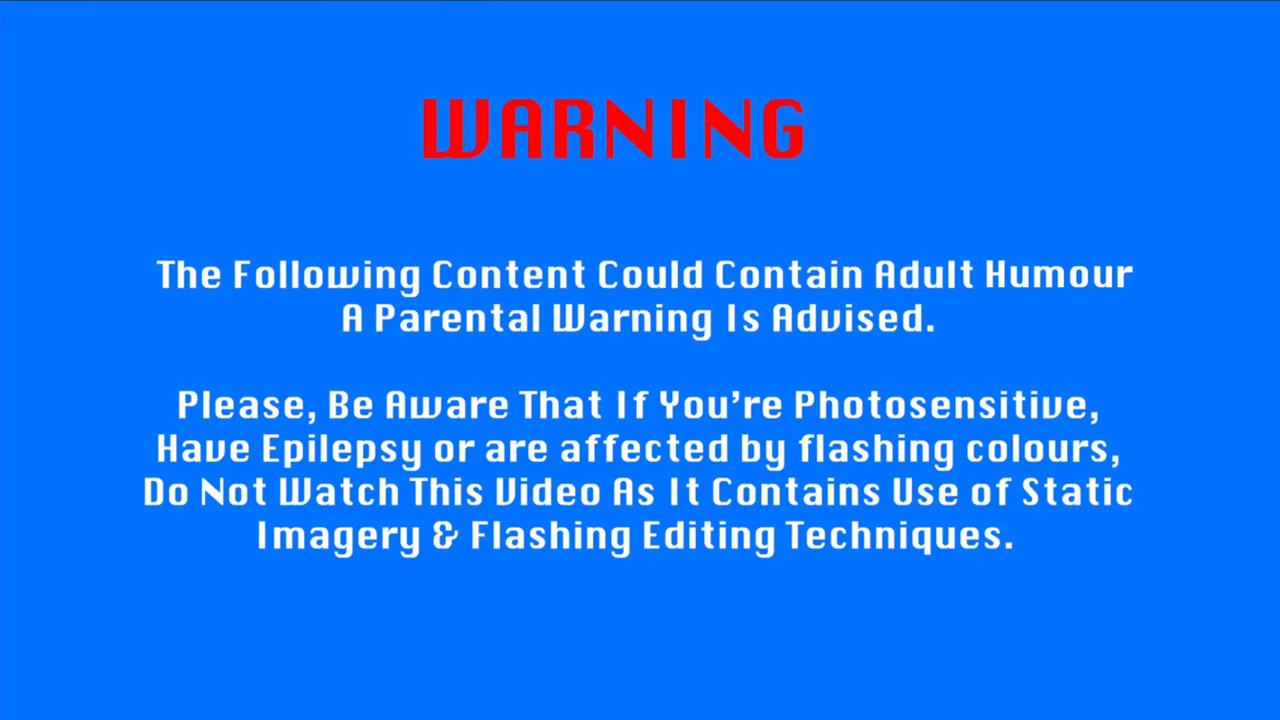 WARNING
The Following Content Could Contain Adult Humour
A Parental Warning Is Advised.
Please, Be Aware That If You're Photosensitive,
Have Epilepsy or are affected by flashing colours,
Do Not Watch This Video As It Contains Use of Static
Imagery & Flashing Editing Techniques.